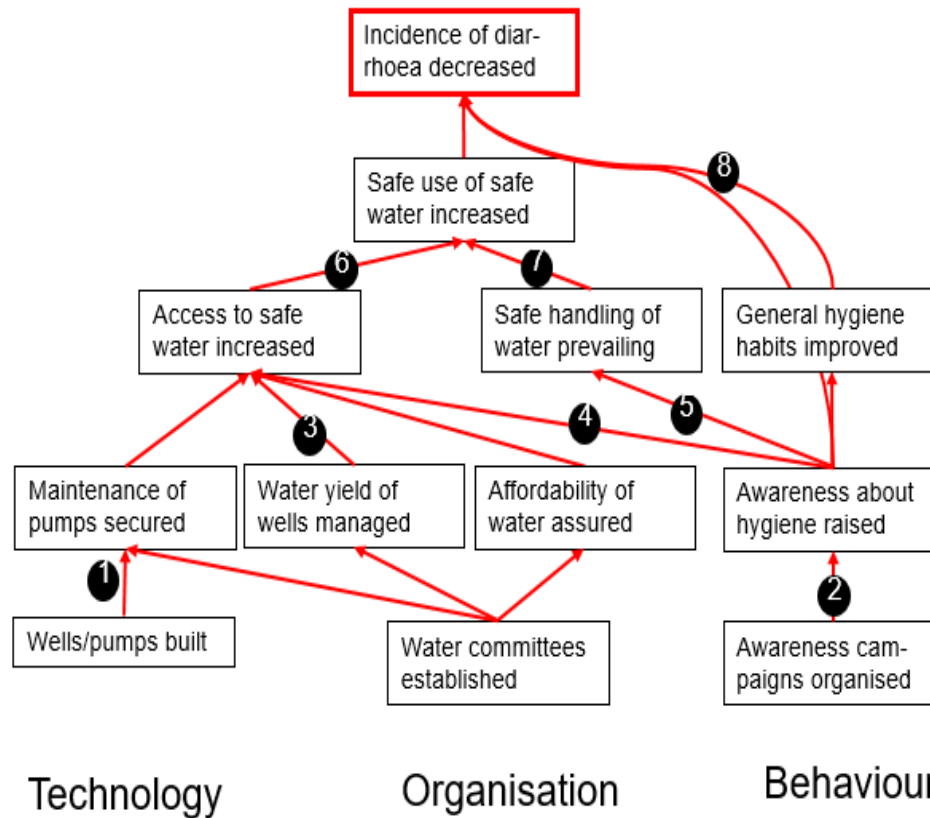 Incidence of diar-
rhoea decreased
8
Safe use of safe
water increased
6
7
Access to safe
water increased
Safe handling of
water prevailing
General hygiene
habits improved
5
4
3
Maintenance of
pumps secured
Water yield of
wells managed
Affordability of
water assured
Awareness about
hygiene raised
1
2
Wells/pumps built
Water committees
established
Awareness cam-
paigns organised
Technology
Organisation
Behaviour